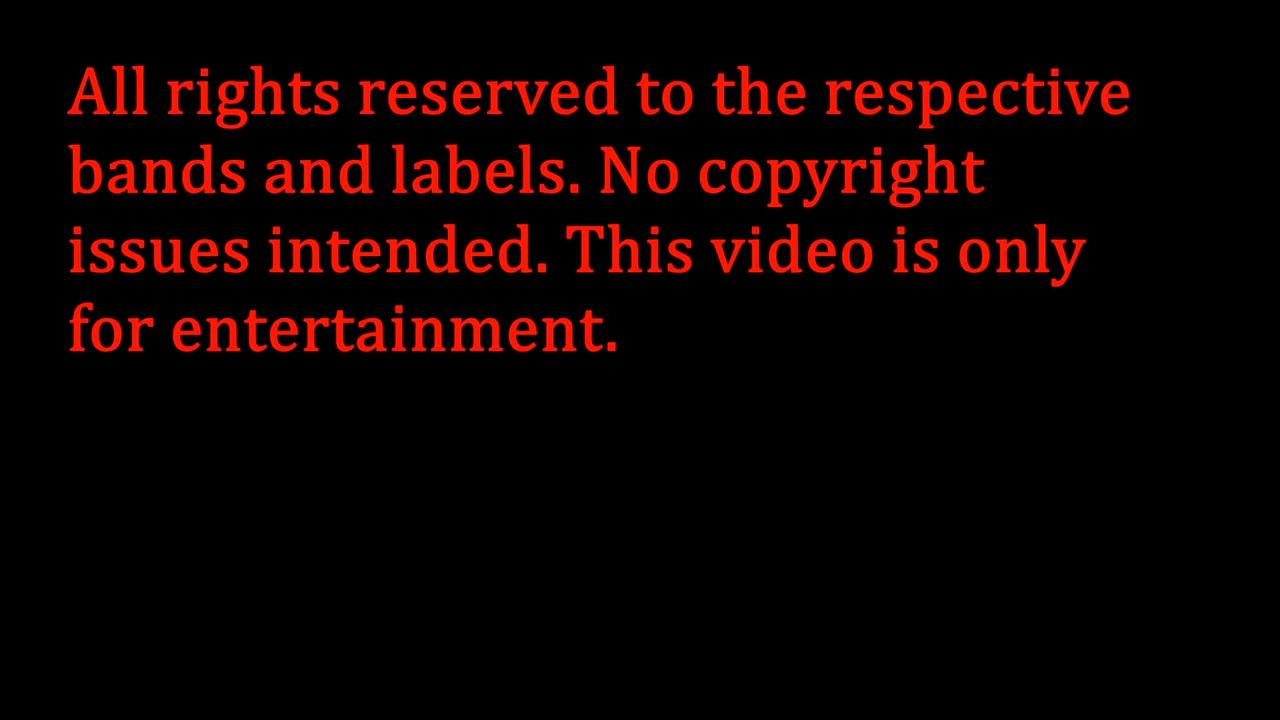 All rights reserved to the respective
bands and labels. No copyright
issues intended. This video is only
for entertainment.